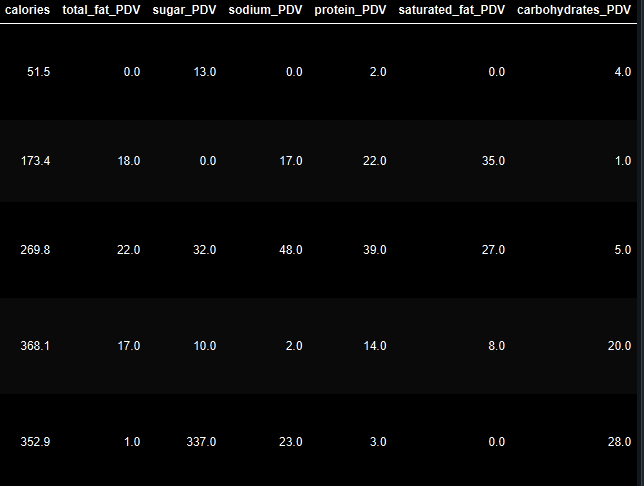 calories total_fat_PDV sugar_PDV sodium_PDV protein_PDV saturated_fat_PDV carbohydrates_PDV
51.5 0.0 13.0 0.0 2.0 0.0 4.0
173.4 18.0 0.0 17.0 22.0 35.0 1.0
269.8 22.0 32.0 48.0 39.0 27.0 5.0
368.1 17.0 10.0 2.0 14.0 8.0 20.0
352.9 1.0 337.0 23.0 3.0 0.0 28.0